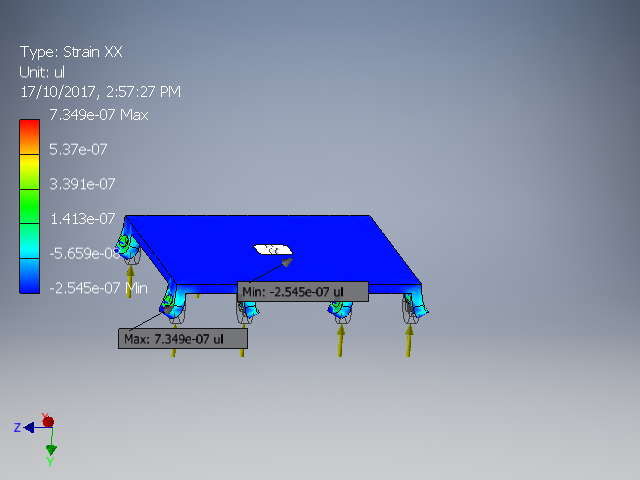 Type: Strain XX
Unit: ul
17/10/2017, 2:57:27 PM
7.349e-07 Max
5.37e-07
3.391e-07
1.413e-07
-5.659e-08
-2.545e-07 Min
Min: -2.545e-07 ul
Max: 7.349e-07 ul
X
Z
Y